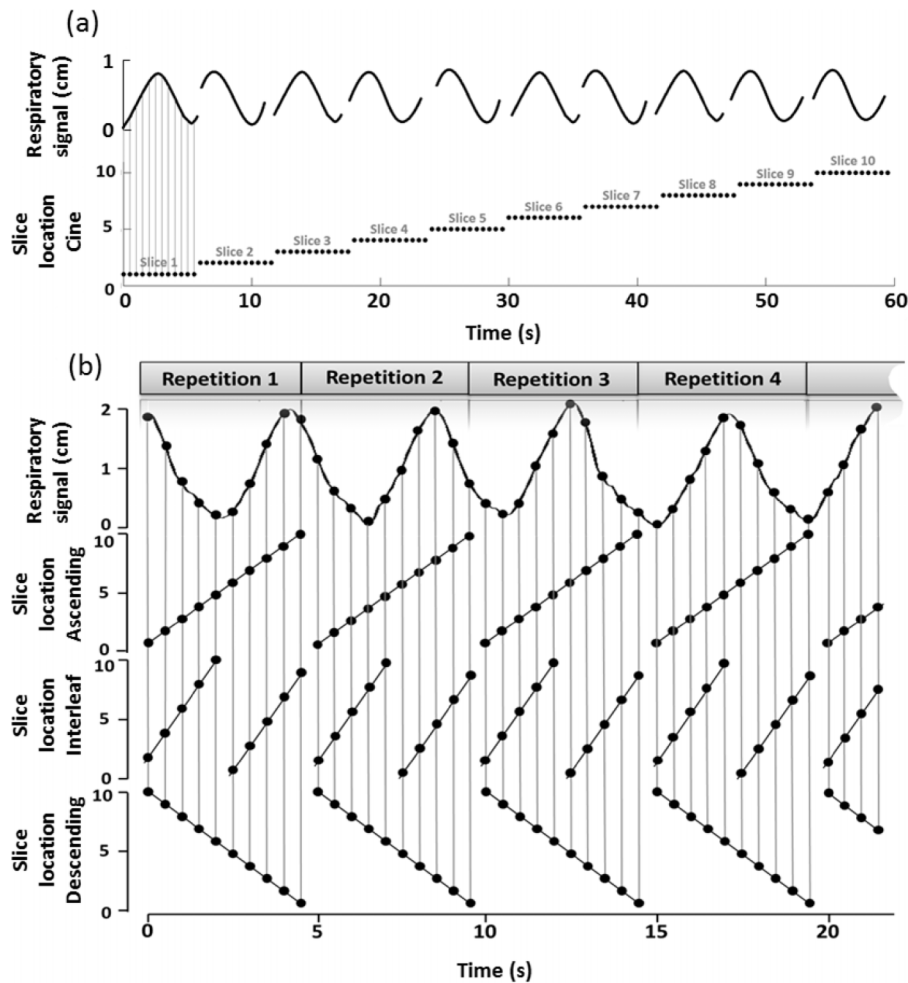 (a)
Respiratory
signal (cm)
1
0
Slice
location
Cine
10
5
0
Slice 1
Slice 2
Slice 3
Slice 4
Slice 5
Slice 6
Slice 7
Slice 8
Slice 9
Slice 10
0 10 20 30 40 50 60
Time (s)
(b)
Repetition 1 Repetition 2 Repetition 3 Repetition 4
Respiratory
signal (cm)
2
1
0
Slice
location
Ascending
10
5
0
Slice
location
Interleaf
10
5
0
Slice
location
Descending
10
5
0
0 5 10 15 20
Time (s)